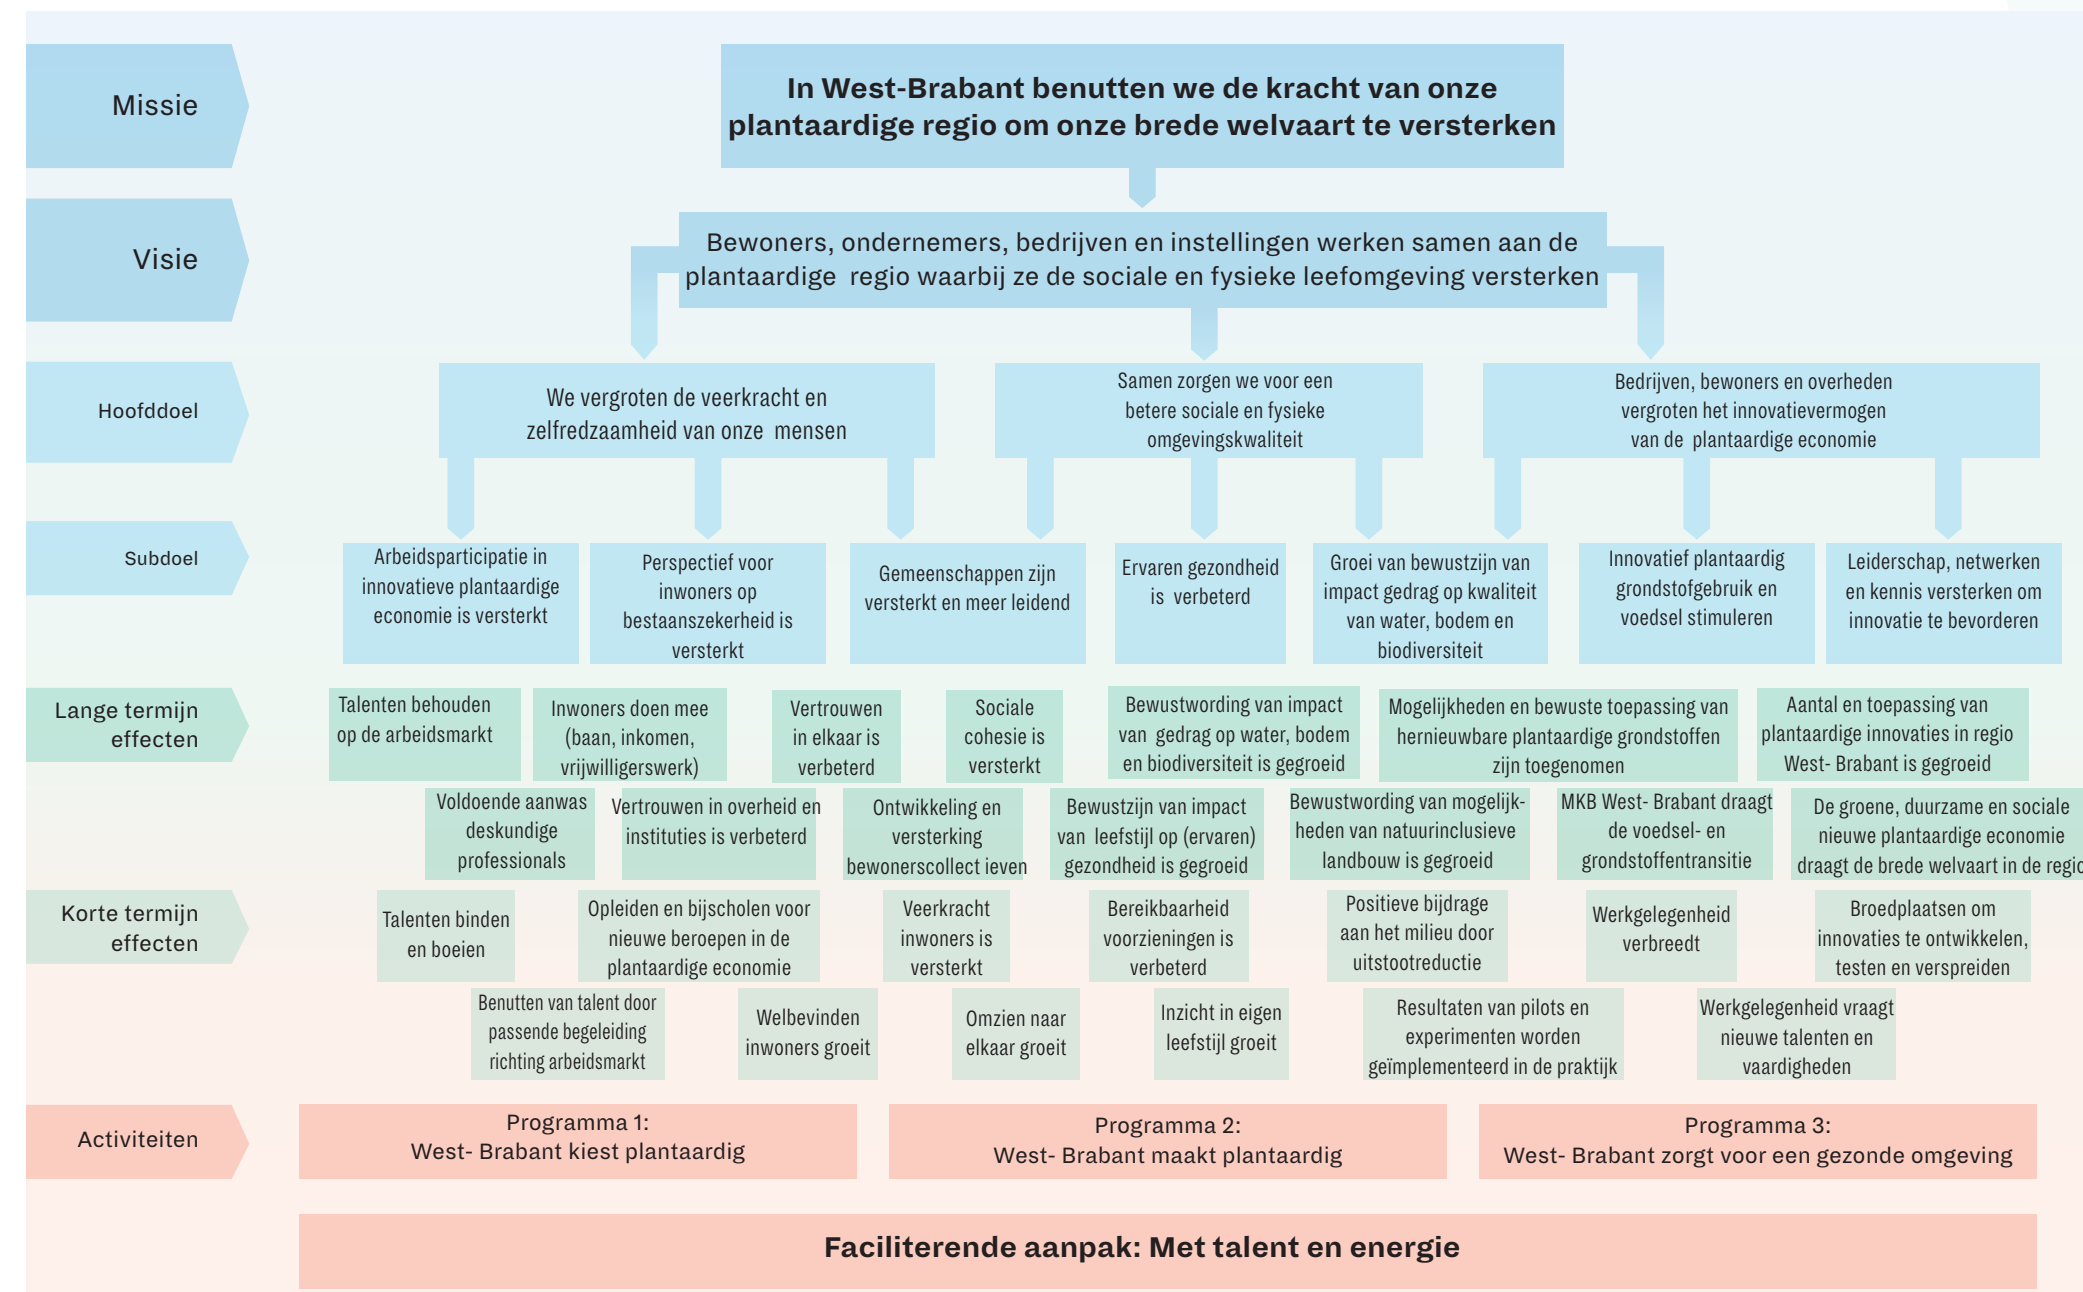 Missie
In West-Brabant benutten we de kracht van onze
plantaardige regio om onze brede welvaart te versterken
Visie
Bewoners, ondernemers, bedrijven en instellingen werken samen aan de
plantaardige regio waarbij ze de sociale en fysieke leefomgeving versterken
Hoofddoel
We vergroten de veerkracht en
zelfredzaamheid van onze mensen
Samen zorgen we voor een
betere sociale en fysieke
omgevingskwaliteit
Bedrijven, bewoners en overheden
vergroten het innovatievermogen
van de plantaardige economie
Subdoel
Arbeidsparticipatie in
innovatieve plantaardige
economie is versterkt
Perspectief voor
inwoners op
bestaanszekerheid is
versterkt
Gemeenschappen zijn
versterkt en meer leidend
Ervaren gezondheid
is verbeterd
Groei van bewustzijn van
impact gedrag op kwaliteit
van water, bodem en
biodiversiteit
Innovatief plantaardig
grondstofgebruik en
voedsel stimuleren
Leiderschap, netwerken
en kennis versterken om
innovatie te bevorderen
Lange termijn
effecten
Talenten behouden
op de arbeidsmarkt
Inwoners doen mee
(baan, inkomen,
vrijwilligerswerk)
Vertrouwen
in elkaar is
verbeterd
Sociale
cohesie is
versterkt
Bewustwording van impact
van gedrag op water, bodem
en biodiversiteit is gegroeid
Mogelijkheden en bewuste toepassing van
hernieuwbare plantaardige grondstoffen
zijn toegenomen
Aantal en toepassing van
plantaardige innovaties in regio
West- Brabant is gegroeid
Voldoende aanwas
deskundige
professionals
Vertrouwen in overheid en
instituties is verbeterd
Ontwikkeling en
versterking
bewonerscollect ieven
Bewustzijn van impact
van leefstijl op (ervaren)
gezondheid is gegroeid
Bewustwording van mogelijk-
heden van natuurinclusieve
landbouw is gegroeid
MKB West- Brabant draagt
de voedsel- en
grondstoffentransitie
De groene, duurzame en sociale
nieuwe plantaardige economie
draagt de brede welvaart in de regio
Korte termijn
effecten
Talenten binden
en boeien
Opleiden en bijscholen voor
nieuwe beroepen in de
plantaardige economie
Veerkracht
inwoners is
versterkt
Bereikbaarheid
voorzieningen is
verbeterd
Positieve bijdrage
aan het milieu door
uitstootreductie
Werkgelegenheid
verbreedt
Broedplaatsen om
innovaties te ontwikkelen,
testen en verspreiden
Benutten van talent door
passende begeleiding
richting arbeidsmarkt
Welbevinden
inwoners groeit
Omzien naar
elkaar groeit
Inzicht in eigen
leefstijl groeit
Resultaten van pilots en
experimenten worden
geïmplementeerd in de praktijk
Werkgelegenheid vraagt
nieuwe talenten en
vaardigheden
Activiteiten
Programma 1:
West- Brabant kiest plantaardig
Programma 2:
West- Brabant maakt plantaardig
Programma 3:
West- Brabant zorgt voor een gezonde omgeving
Faciliterende aanpak: Met talent en energie